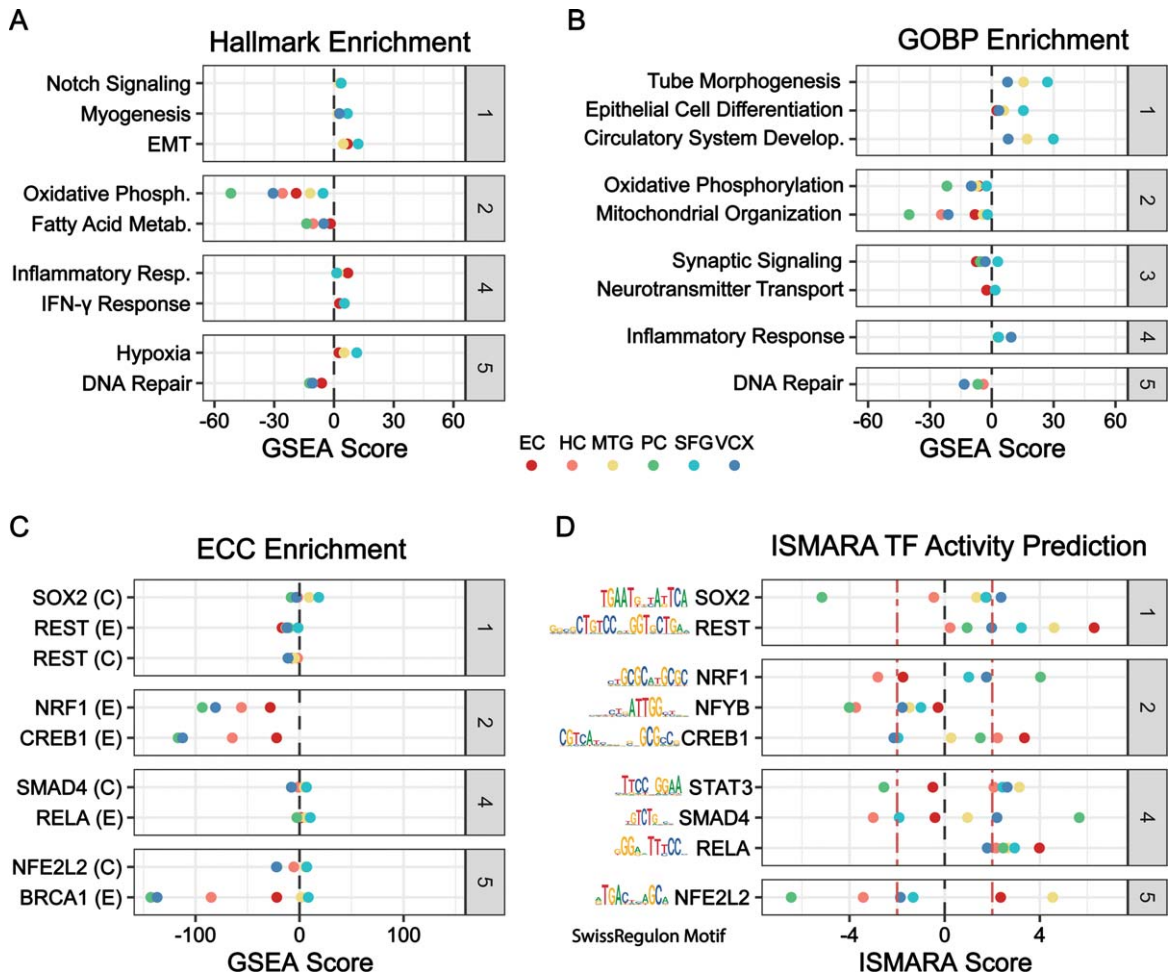 A
Hallmark Enrichment
Notch Signaling
Myogenesis
EMT
1
Oxidative Phosph.
Fatty Acid Metab.
2
Inflammatory Resp.
IFN-γ Response
4
Hypoxia
DNA Repair
5
-60 -30 0 30 60
GSEA Score
B
GOBP Enrichment
Tube Morphogenesis
Epithelial Cell Differentiation
Circulatory System Develop.
1
Oxidative Phosphorylation
Mitochondrial Organization
2
Synaptic Signaling
Neurotransmitter Transport
3
Inflammatory Response
4
DNA Repair
5
-60 -30 0 30 60
GSEA Score
EC HC MTG PC SFG VCX
C
ECC Enrichment
SOX2 (C)
REST (E)
REST (C)
1
NRF1 (E)
CREB1 (E)
2
SMAD4 (C)
RELA (E)
4
NFE2L2 (C)
BRCA1 (E)
5
-100 0 100
GSEA Score
D
ISMARA TF Activity Prediction
SOX2
REST
1
NRF1
NFYB
CREB1
2
STAT3
SMAD4
RELA
4
NFE2L2
5
SwissRegulon Motif
-4 0 4
ISMARA Score